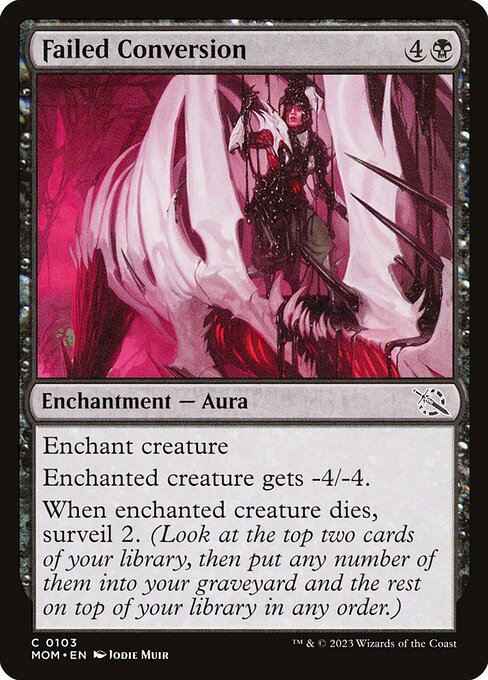 Failed Conversion 4
Enchantment — Aura
Enchant creature
Enchanted creature gets -4/-4.
When enchanted creature dies,
surveil 2. (Look at the top two cards
of your library, then put any number of
them into your graveyard and the rest
on top of your library in any order.)
C 0103
MOM • EN Jodie Muir
™ & © 2023 Wizards of the Coast